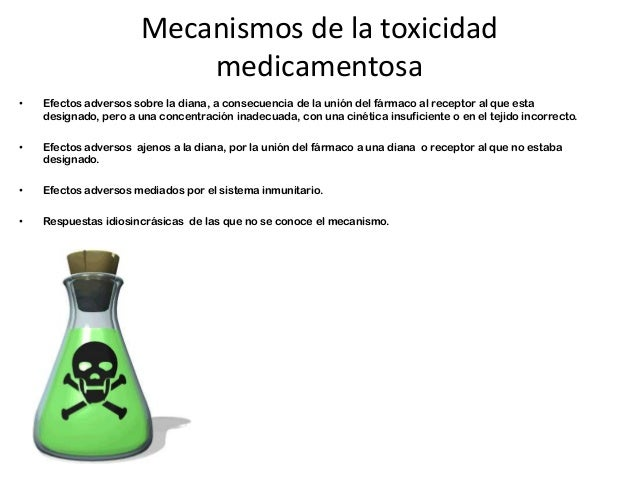 Mecanismos de la toxicidad
medicamentosa
• Efectos adversos sobre la diana, a consecuencia de la unión del fármaco al receptor al que esta
designado, pero a una concentración inadecuada, con una cinética insuficiente o en el tejido incorrecto.
• Efectos adversos ajenos a la diana, por la unión del fármaco a una diana o receptor al que no estaba
designado.
• Efectos adversos mediados por el sistema inmunitario.
• Respuestas idiosincrásicas de las que no se conoce el mecanismo.